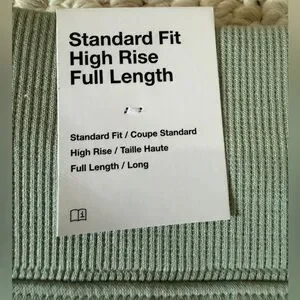 Standard Fit
High Rise
Full Length
Standard Fit / Coupe Standard
High Rise / Taille Haute
Full Length / Long